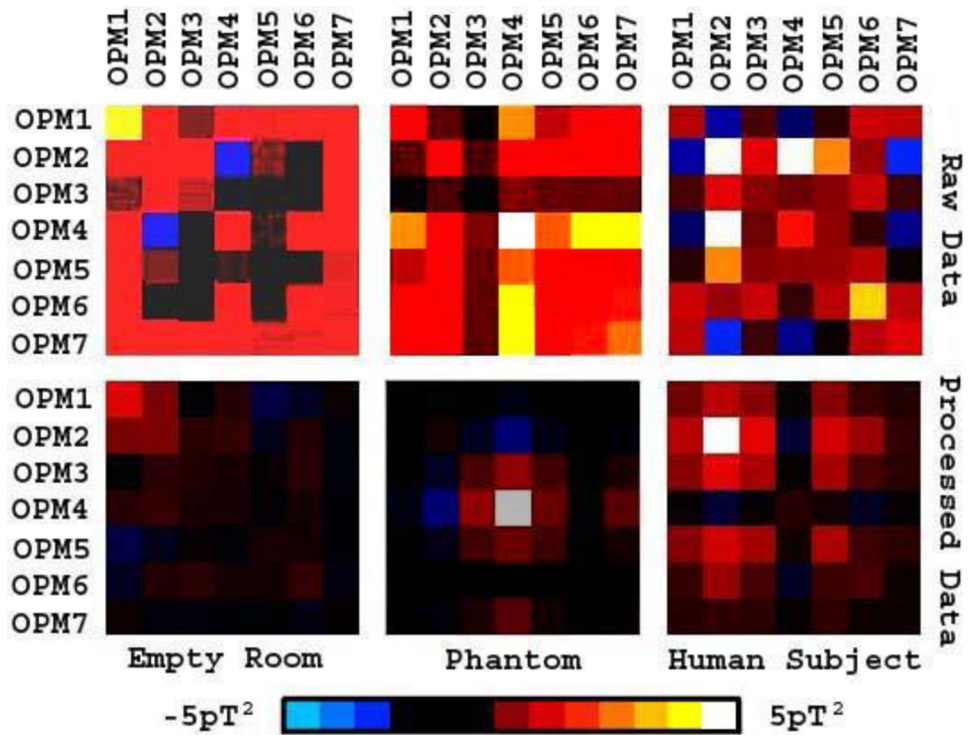 OPM1 OPM2 OPM3 OPM4 OPM5 OPM6 OPM7 OPM1 OPM2 OPM3 OPM4 OPM5 OPM6 OPM7 OPM1 OPM2 OPM3 OPM4 OPM5 OPM6 OPM7
OPM1
OPM2
OPM3
OPM4
OPM5
OPM6
OPM7
Raw Data
OPM1
OPM2
OPM3
OPM4
OPM5
OPM6
OPM7
Processed Data
Empty Room Phantom Human Subject
-5pT² 5pT²